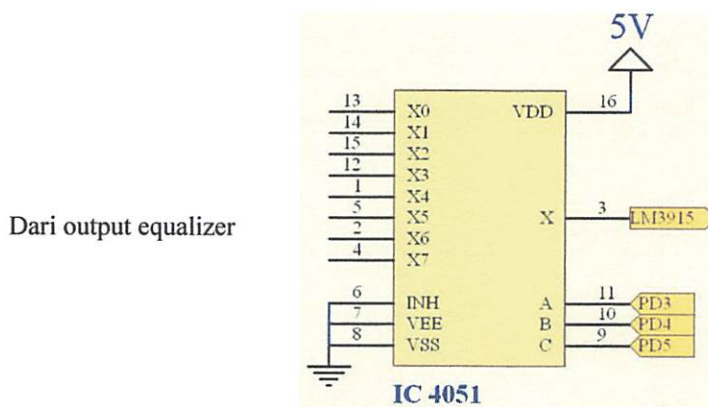 5V
13 X0 VDD 16
14 X1
15 X2
12 X3
1 X4
Dari output equalizer
5 X5 X 3 LM3915
2 X6
4 X7
6 INH A 11 PD3
7 VEE B 10 PD4
8 VSS C 9 PD5
IC 4051